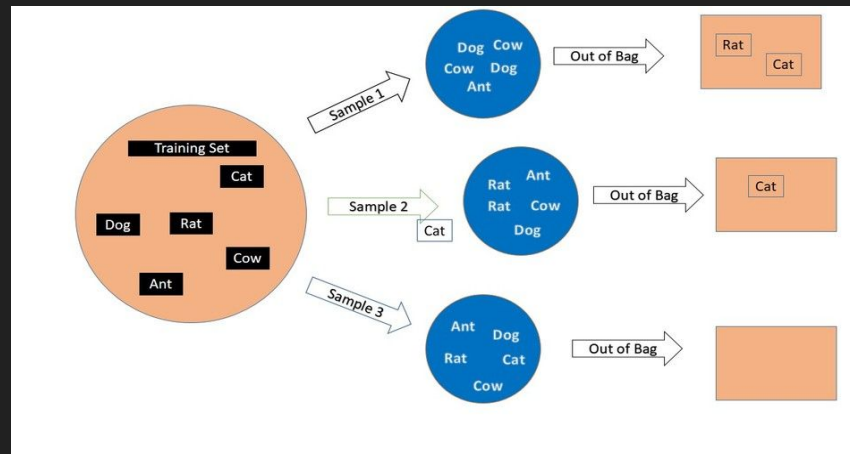 Training Set
Cat
Dog
Rat
Cow
Ant
Sample 1
Dog Cow
Cow Dog
Ant
Out of Bag
Rat
Cat
Sample 2
Cat
Rat Ant
Rat Cow
Dog
Out of Bag
Cat
Sample 3
Ant Dog
Rat Cat
Cow
Out of Bag